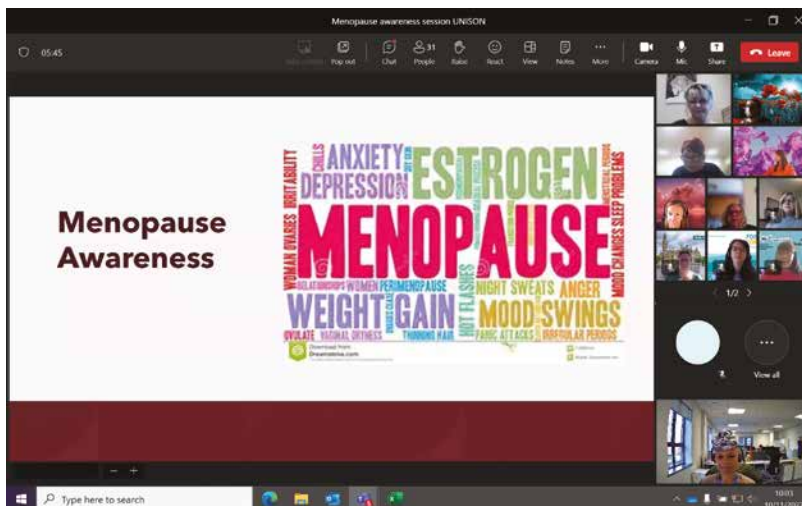 Menopause awareness session UNISON
05:45
Pop out
Chat
31
People
Raise
React
View
Notes
More
Camera
Mic
Share
Leave
Menopause
Awareness
IRRITABILITY
CHILLS
ANXIETY
DEPRESSION
ESTROGEN
WOMAN OVARIES
MENOPAUSE
MOOD CHANGES SLEEP PROBLEMS
RELATIONSHIPS WOMEN PERIMENOPAUSE
WEIGHT GAIN
HOT FLASHES
NIGHT SWEATS ANGER
MOOD SWINGS
OVULATE VAGINAL DRYNESS THINNING HAIR
PANIC ATTACKS IRREGULAR PERIODS
Download from
Dreamstime.com
1/2
View all
Type here to search
10:03